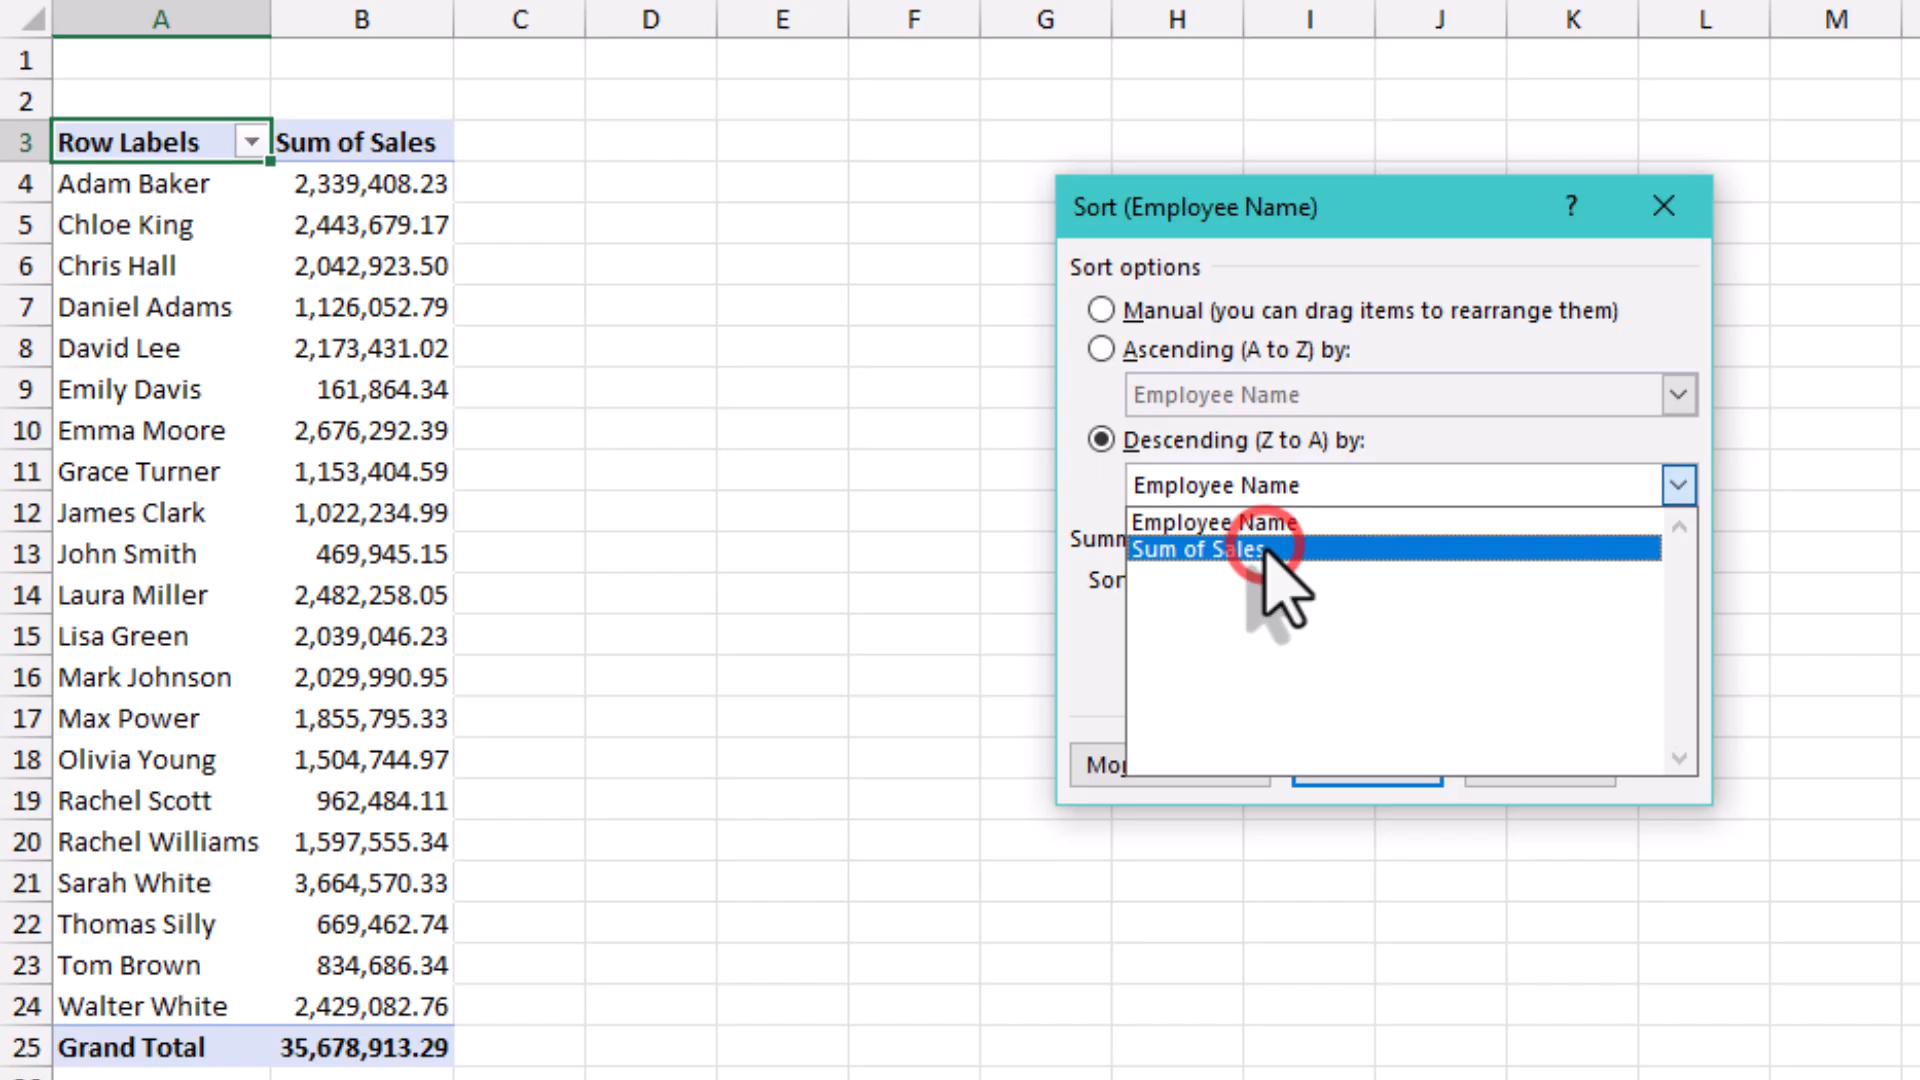 A B C D E F G H I J K L M
1
2
3 Row Labels Sum of Sales
4 Adam Baker 2,339,408.23
5 Chloe King 2,443,679.17
6 Chris Hall 2,042,923.50
7 Daniel Adams 1,126,052.79
8 David Lee 2,173,431.02
9 Emily Davis 161,864.34
10 Emma Moore 2,676,292.39
11 Grace Turner 1,153,404.59
12 James Clark 1,022,234.99
13 John Smith 469,945.15
14 Laura Miller 2,482,258.05
15 Lisa Green 2,039,046.23
16 Mark Johnson 2,029,990.95
17 Max Power 1,855,795.33
18 Olivia Young 1,504,744.97
19 Rachel Scott 962,484.11
20 Rachel Williams 1,597,555.34
21 Sarah White 3,664,570.33
22 Thomas Silly 669,462.74
23 Tom Brown 834,686.34
24 Walter White 2,429,082.76
25 Grand Total 35,678,913.29
Sort (Employee Name) ?
Sort options
Manual (you can drag items to rearrange them)
Ascending (A to Z) by:
Employee Name
Descending (Z to A) by:
Employee Name
Employee Name
Sum of Sales